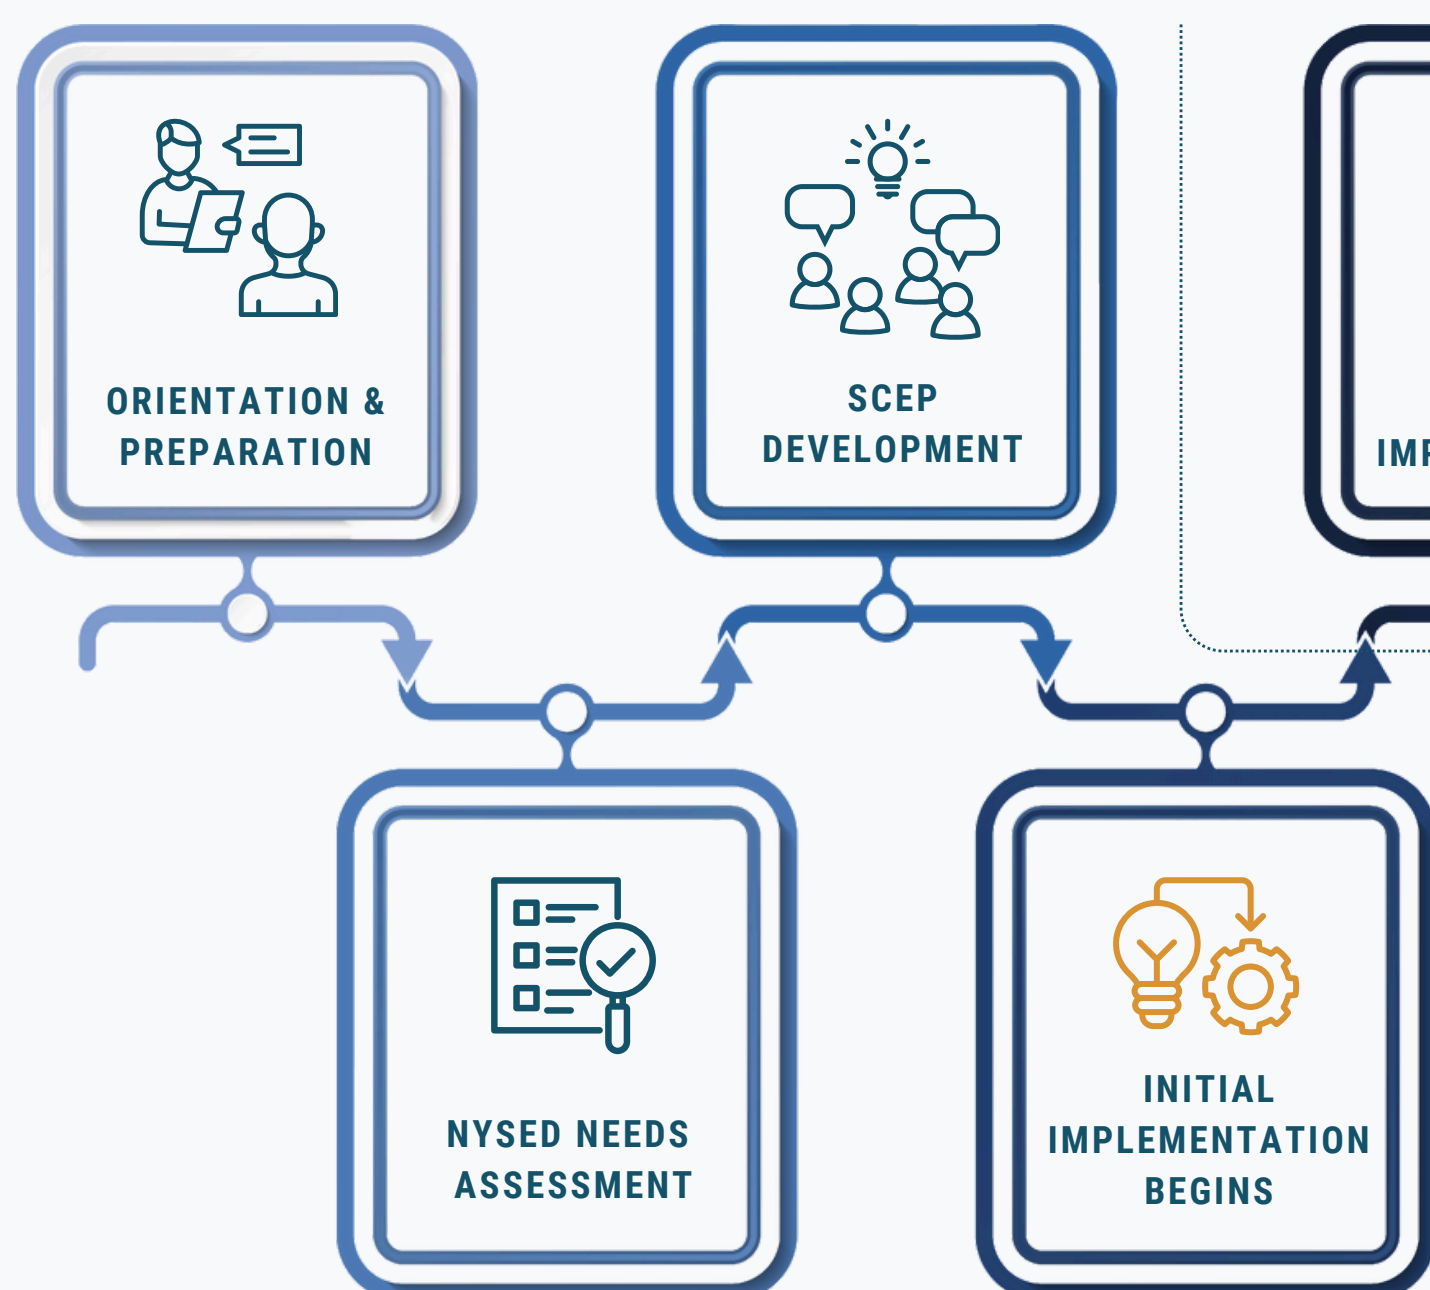 ORIENTATION &
PREPARATION
NYSED NEEDS
ASSESSMENT
SCEP
DEVELOPMENT
INITIAL
IMPLEMENTATION
BEGINS